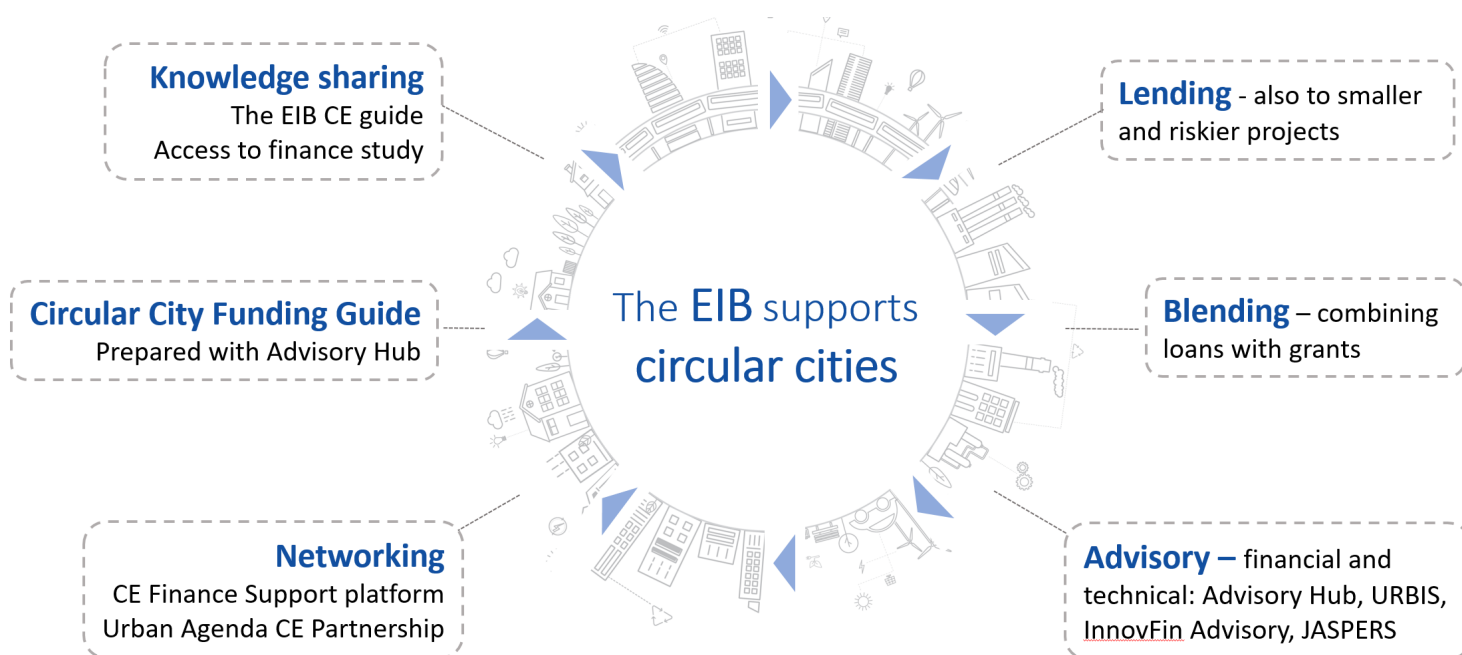 Knowledge sharing
The EIB CE guide
Access to finance study
Lending - also to smaller
and riskier projects
Circular City Funding Guide
Prepared with Advisory Hub
The EIB supports
circular cities
Blending – combining
loans with grants
Networking
CE Finance Support platform
Urban Agenda CE Partnership
Advisory – financial and
technical: Advisory Hub, URBIS,
InnovFin Advisory, JASPERS